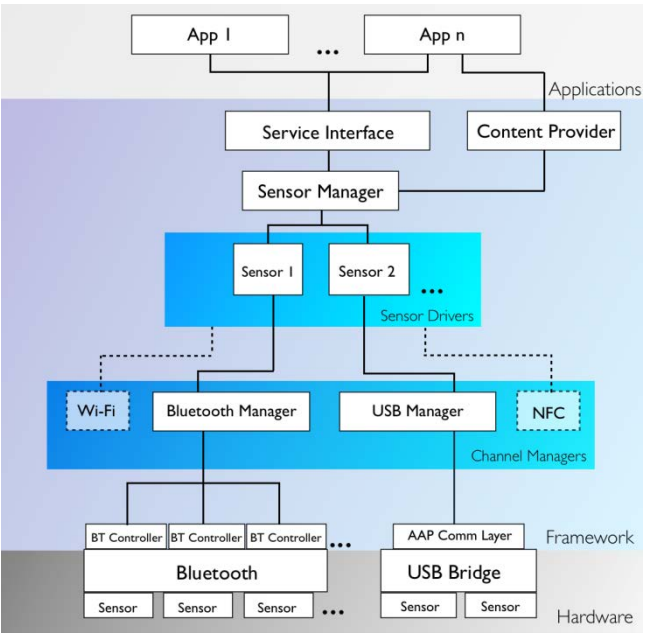 App 1
...
App n
Applications
Service Interface
Content Provider
Sensor Manager
Sensor 1
Sensor 2
...
Sensor Drivers
Wi-Fi
Bluetooth Manager
USB Manager
NFC
Channel Managers
BT Controller
BT Controller
BT Controller
...
AAP Comm Layer
Framework
Bluetooth
USB Bridge
Sensor
Sensor
Sensor
...
Sensor
Sensor
Hardware